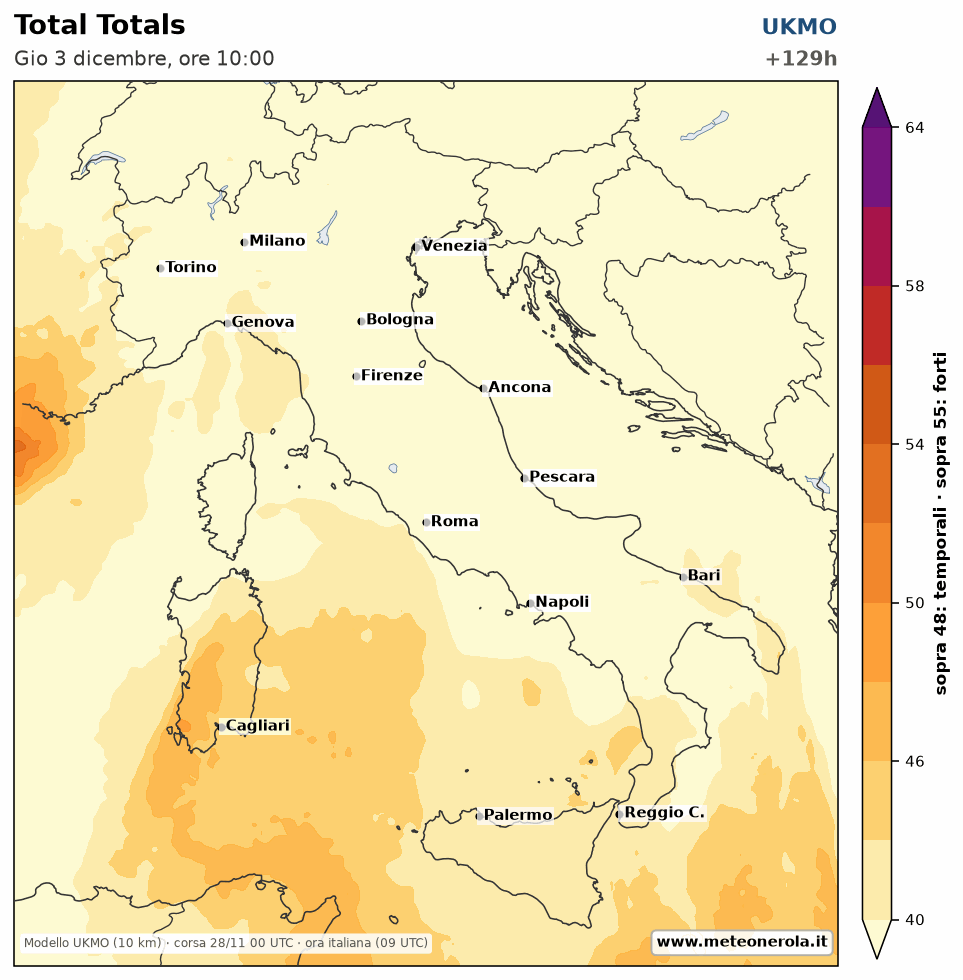 Total Totals
UKMO
Gio 3 dicembre, ore 10:00
+129h
Milano
Venezia
Torino
Genova
Bologna
Firenze
Ancona
Pescara
Roma
Bari
Napoli
Cagliari
Palermo
Reggio C.
64
58
54
50
46
40
sopra 48: temporali · sopra 55: forti
Modello UKMO (10 km) · corsa 28/11 00 UTC · ora italiana (09 UTC)
www.meteonerola.it